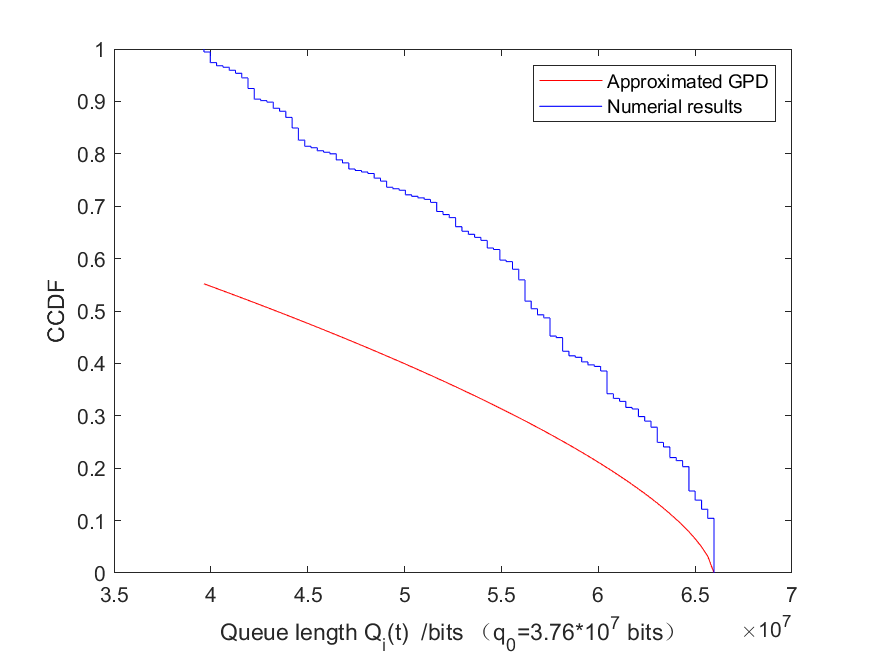 1
0.9
0.8
0.7
0.6
0.5
0.4
0.3
0.2
0.1
0
CCDF
Approximated GPD
Numerial results
3.5 4 4.5 5 5.5 6 6.5 7
×10^7
Queue length Q_i(t) /bits （q_0=3.76*10^7 bits）